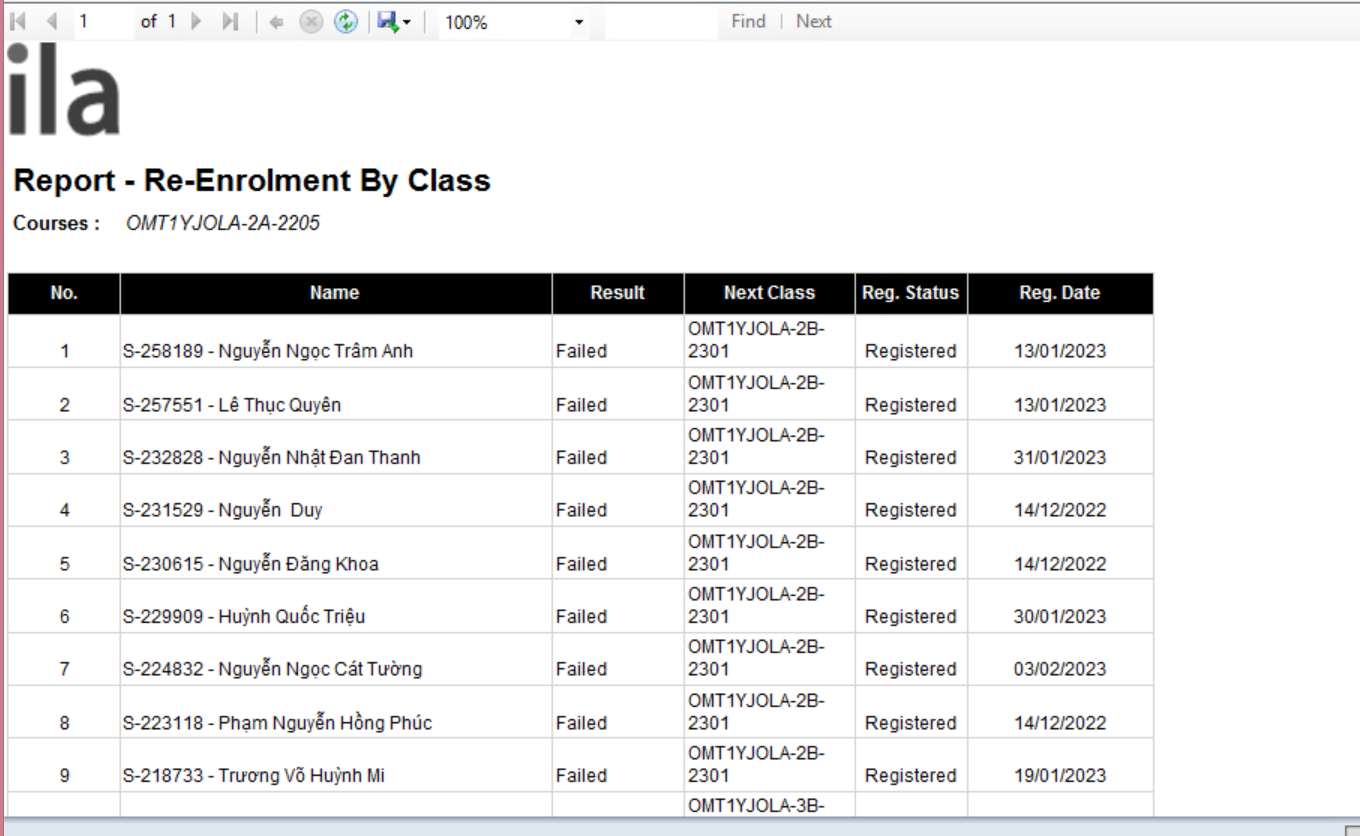 1 of 1 100% Find | Next
ila
Report - Re-Enrolment By Class
Courses : OMT1YJOLA-2A-2205
No. Name Result Next Class Reg. Status Reg. Date
1 S-258189 - Nguyễn Ngọc Trâm Anh Failed OMT1YJOLA-2B-2301 Registered 13/01/2023
2 S-257551 - Lê Thục Quyên Failed OMT1YJOLA-2B-2301 Registered 13/01/2023
3 S-232828 - Nguyễn Nhật Đan Thanh Failed OMT1YJOLA-2B-2301 Registered 31/01/2023
4 S-231529 - Nguyễn  Duy Failed OMT1YJOLA-2B-2301 Registered 14/12/2022
5 S-230615 - Nguyễn Đăng Khoa Failed OMT1YJOLA-2B-2301 Registered 14/12/2022
6 S-229909 - Huỳnh Quốc Triệu Failed OMT1YJOLA-2B-2301 Registered 30/01/2023
7 S-224832 - Nguyễn Ngọc Cát Tường Failed OMT1YJOLA-2B-2301 Registered 03/02/2023
8 S-223118 - Phạm Nguyễn Hồng Phúc Failed OMT1YJOLA-2B-2301 Registered 14/12/2022
9 S-218733 - Trương Võ Huỳnh Mi Failed OMT1YJOLA-2B-2301 Registered 19/01/2023
OMT1YJOLA-3B-